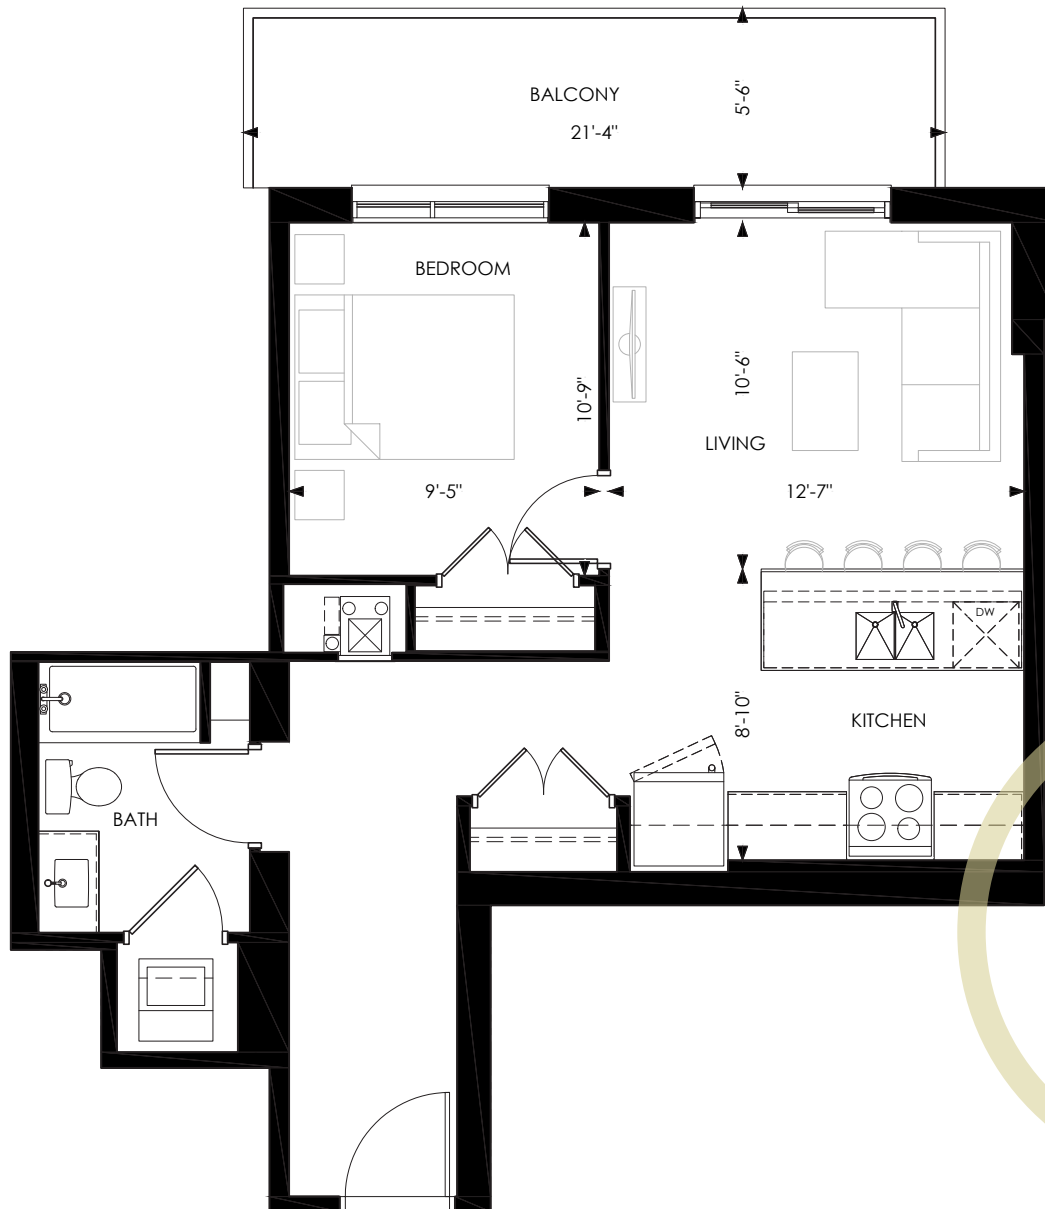 BALCONY
21'-4"
5'-6"
BEDROOM
10'-9"
9'-5"
10'-6"
LIVING
12'-7"
DW
8'-10"
KITCHEN
BATH